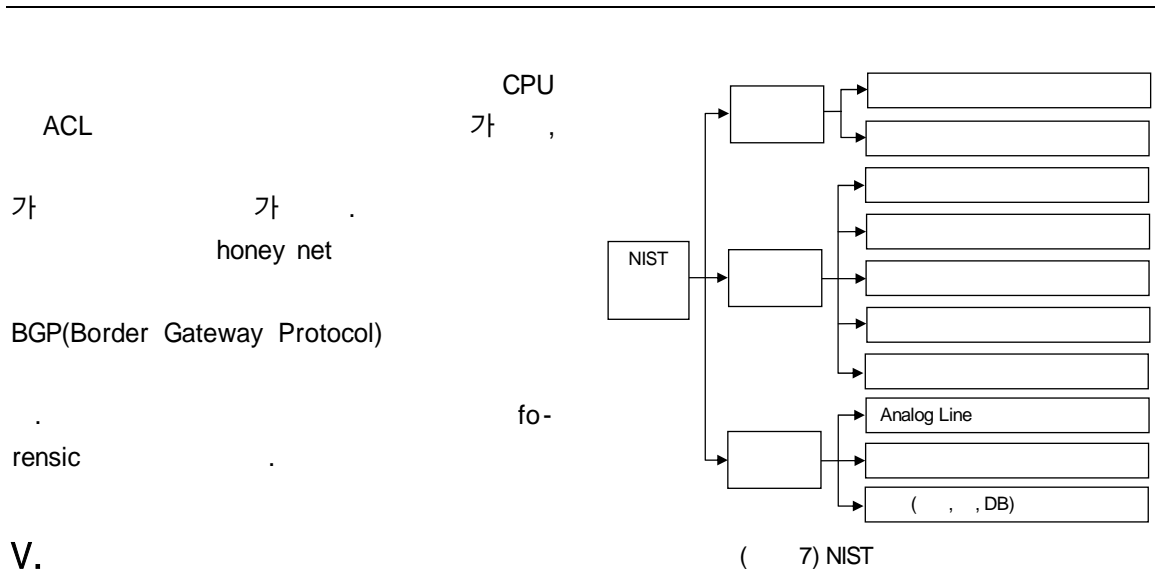 CPU
ACL 가 ,
가 가 .
honey net
BGP(Border Gateway Protocol)
. fo-
rensic .
V.
NIST
Analog Line
( , , DB)
( 7) NIST